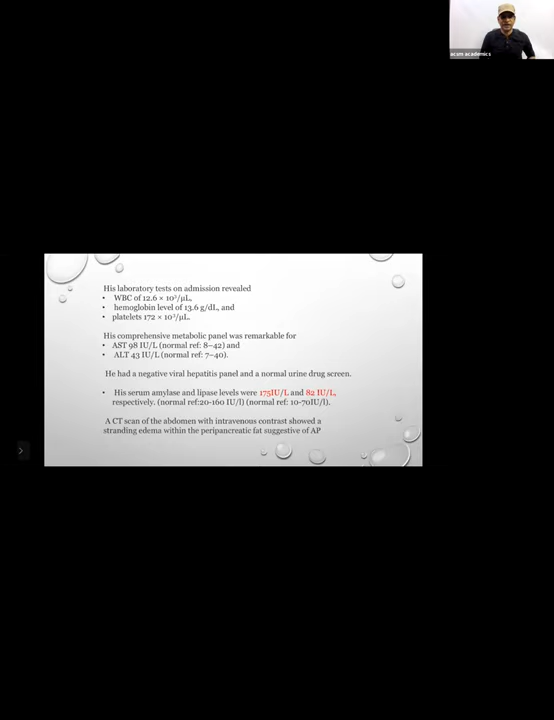 acem academics
His laboratory tests on admission revealed
• WBC of 12.6 × 10³/µL,
• hemoglobin level of 13.6 g/dL, and
• platelets 172 × 10³/µL.
His comprehensive metabolic panel was remarkable for
• AST 98 IU/L (normal ref: 8–42) and
• ALT 43 IU/L (normal ref: 7–40).
He had a negative viral hepatitis panel and a normal urine drug screen.
• His serum amylase and lipase levels were 175IU/L and 82 IU/L,
respectively. (normal ref:20-160 IU/l) (normal ref: 10-70IU/l).
A CT scan of the abdomen with intravenous contrast showed a
stranding edema within the peripancreatic fat suggestive of AP